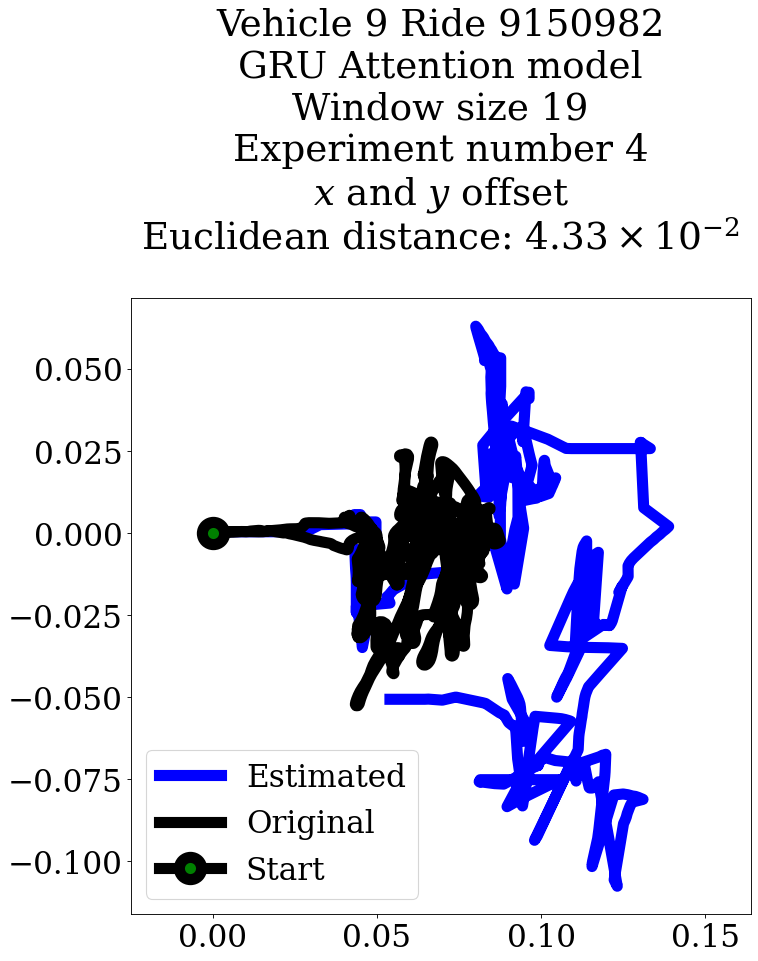 Vehicle 9 Ride 9150982
GRU Attention model
Window size 19
Experiment number 4
x and y offset
Euclidean distance: 4.33 × 10⁻²
0.050
0.025
0.000
−0.025
−0.050
−0.075
−0.100
Estimated
Original
Start
0.00 0.05 0.10 0.15